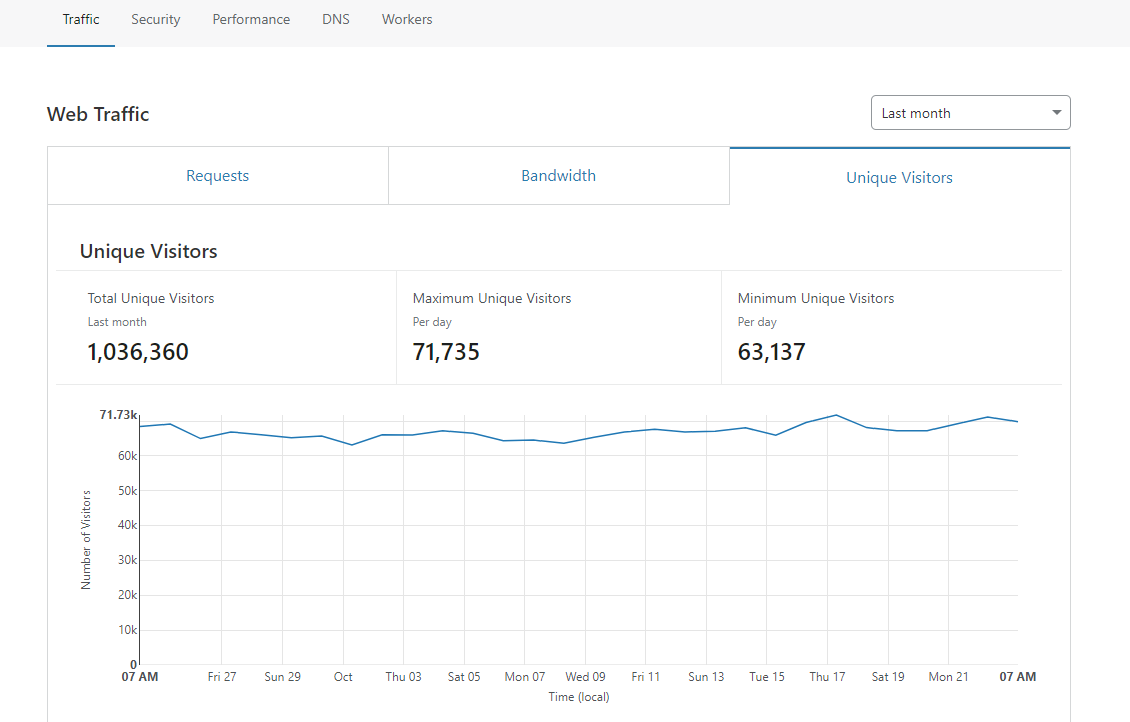 Traffic Security Performance DNS Workers
Web Traffic
Last month
Requests Bandwidth Unique Visitors
Unique Visitors
Total Unique Visitors
Last month
1,036,360
Maximum Unique Visitors
Per day
71,735
Minimum Unique Visitors
Per day
63,137
71.73k
60k
50k
40k
30k
20k
10k
0
Number of Visitors
07 AM Fri 27 Sun 29 Oct Thu 03 Sat 05 Mon 07 Wed 09 Fri 11 Sun 13 Tue 15 Thu 17 Sat 19 Mon 21 07 AM
Time (local)